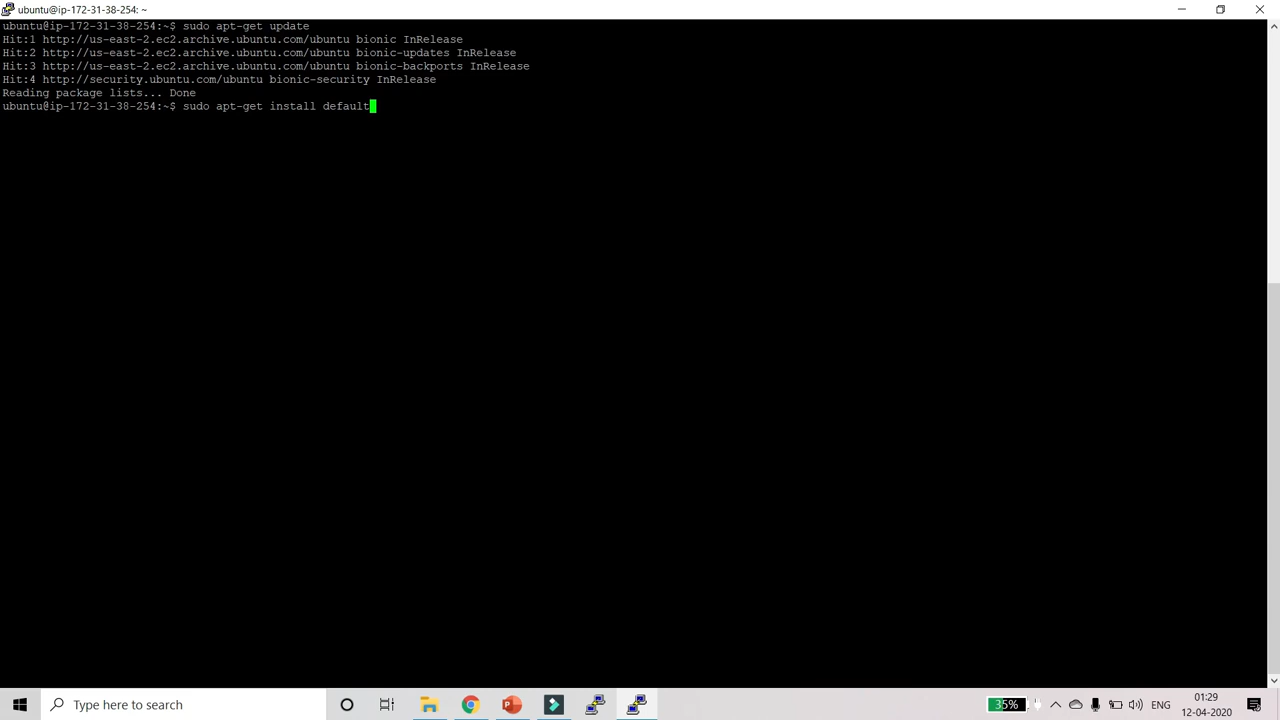 ubuntu@ip-172-31-38-254: ~
ubuntu@ip-172-31-38-254:~$ sudo apt-get update
Hit:1 http://us-east-2.ec2.archive.ubuntu.com/ubuntu bionic InRelease
Hit:2 http://us-east-2.ec2.archive.ubuntu.com/ubuntu bionic-updates InRelease
Hit:3 http://us-east-2.ec2.archive.ubuntu.com/ubuntu bionic-backports InRelease
Hit:4 http://security.ubuntu.com/ubuntu bionic-security InRelease
Reading package lists... Done
ubuntu@ip-172-31-38-254:~$ sudo apt-get install default
Type here to search
35%
ENG
01:29
12-04-2020